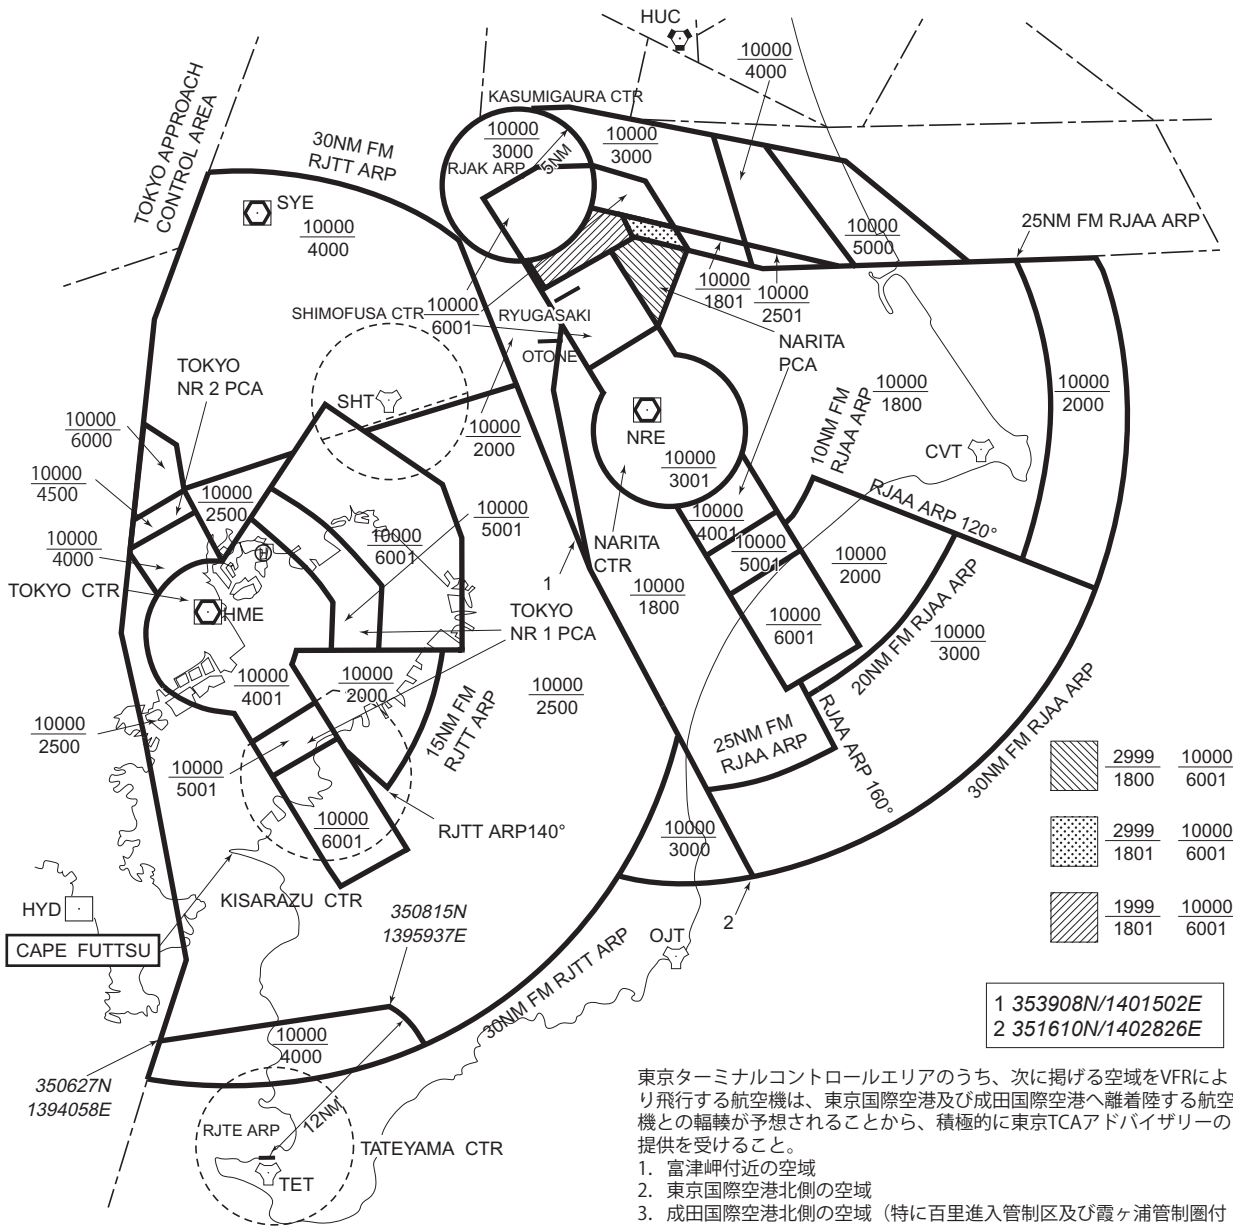 HUC
10000
4000
KASUMIGAURA CTR
TOKYO APPROACH
CONTROL AREA
30NM FM
RJTT ARP
10000
3000
5NM
RJAK ARP
10000
3000
SYE
10000
4000
10000
5000
25NM FM RJAA ARP
10000
1801
10000
2501
SHIMOFUSA CTR
10000
6001
RYUGASAKI
OTONE
NARITA
PCA
TOKYO
NR 2 PCA
SHT
10000
2000
NRE
10000
3001
10NM FM
RJAA ARP
10000
1800
10000
2000
CVT
10000
6000
10000
4500
10000
4000
10000
2500
10000
6001
10000
5001
H
TOKYO CTR
HME
1
NARITA
CTR
10000
4001
10000
5001
RJAA ARP 120°
10000
2000
10000
1800
10000
6001
20NM FM RJAA ARP
10000
3000
TOKYO
NR 1 PCA
10000
4001
10000
2000
10000
2500
15NM FM
RJTT ARP
10000
2500
10000
5001
10000
6001
RJTT ARP140°
25NM FM
RJAA ARP
RJAA ARP 160°
30NM FM RJAA ARP
10000
3000
2999
1800
10000
6001
2999
1801
10000
6001
1999
1801
10000
6001
KISARAZU CTR
HYD
CAPE FUTTSU
350815N
1395937E
OJT
2
30NM FM RJTT ARP
10000
4000
350627N
1394058E
12NM
RJTE ARP
TATEYAMA CTR
TET
1 353908N/1401502E
2 351610N/1402826E
東京ターミナルコントロールエリアのうち、次に掲げる空域をVFRによ
り飛行する航空機は、東京国際空港及び成田国際空港へ離着陸する航空
機との輻輳が予想されることから、積極的に東京TCAアドバイザリーの
提供を受けること。
1. 富津岬付近の空域
2. 東京国際空港北側の空域
3. 成田国際空港北側の空域（特に百里進入管制区及び霞ヶ浦管制圏付